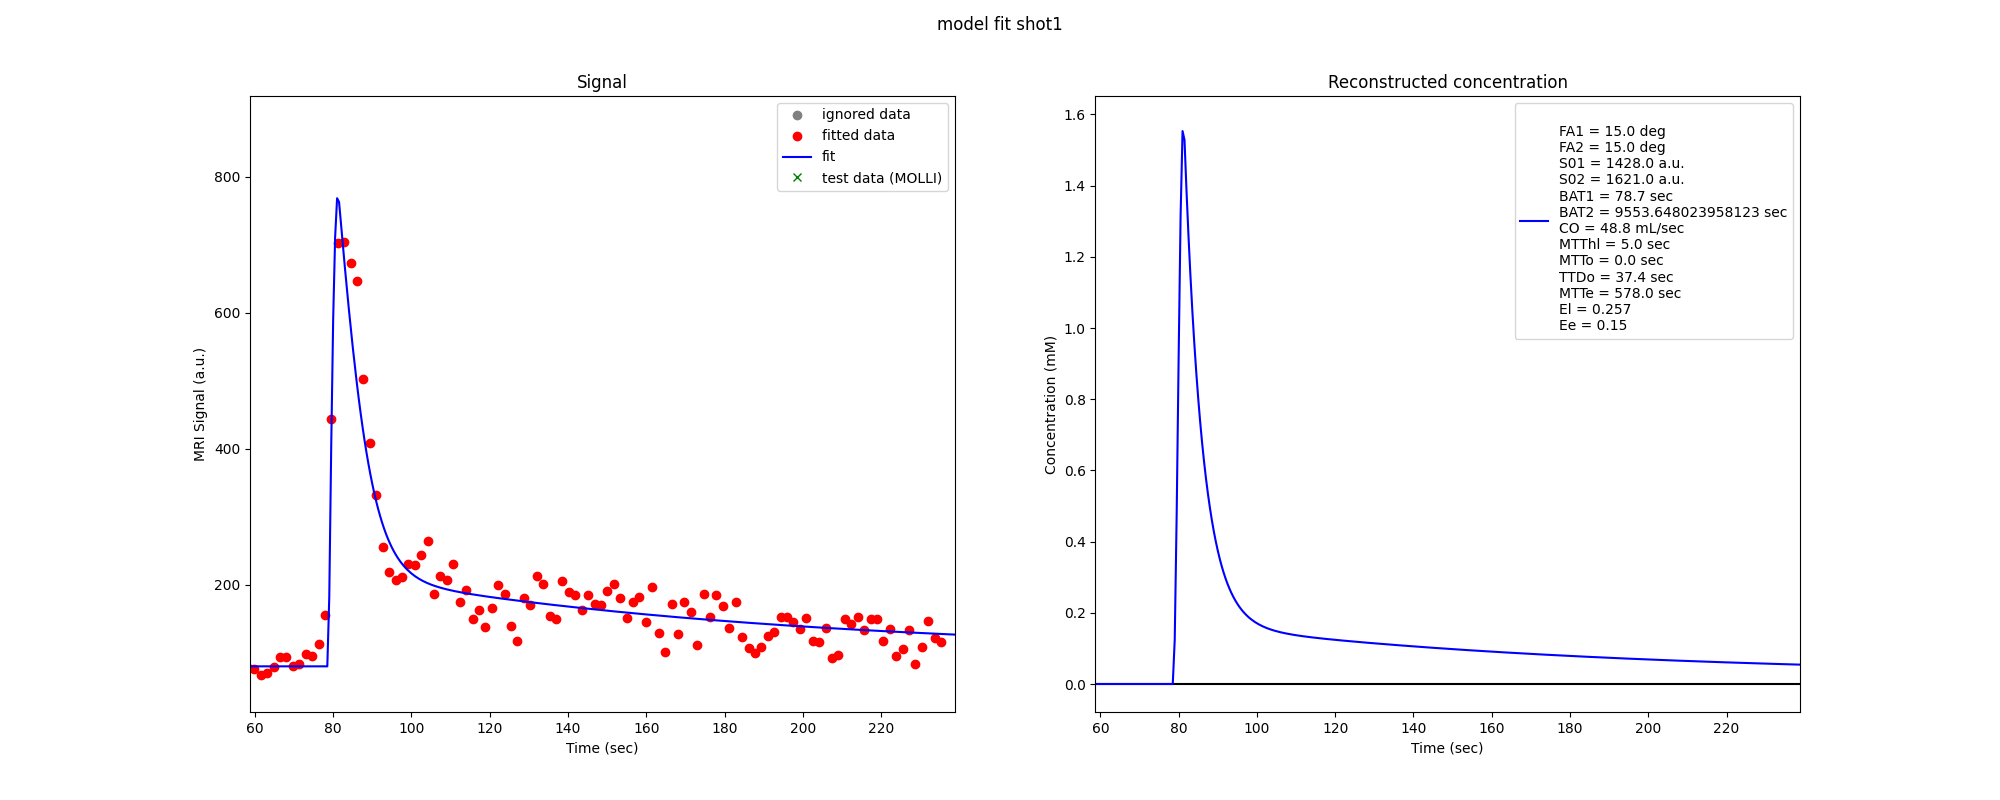 model fit shot1
Signal
ignored data
fitted data
fit
test data (MOLLI)
MRI Signal (a.u.)
800
600
400
200
60 80 100 120 140 160 180 200 220
Time (sec)
Reconstructed concentration
FA1 = 15.0 deg
FA2 = 15.0 deg
S01 = 1428.0 a.u.
S02 = 1621.0 a.u.
BAT1 = 78.7 sec
BAT2 = 9553.648023958123 sec
CO = 48.8 mL/sec
MTThl = 5.0 sec
MTTo = 0.0 sec
TTDo = 37.4 sec
MTTe = 578.0 sec
El = 0.257
Ee = 0.15
Concentration (mM)
1.6
1.4
1.2
1.0
0.8
0.6
0.4
0.2
0.0
60 80 100 120 140 160 180 200 220
Time (sec)